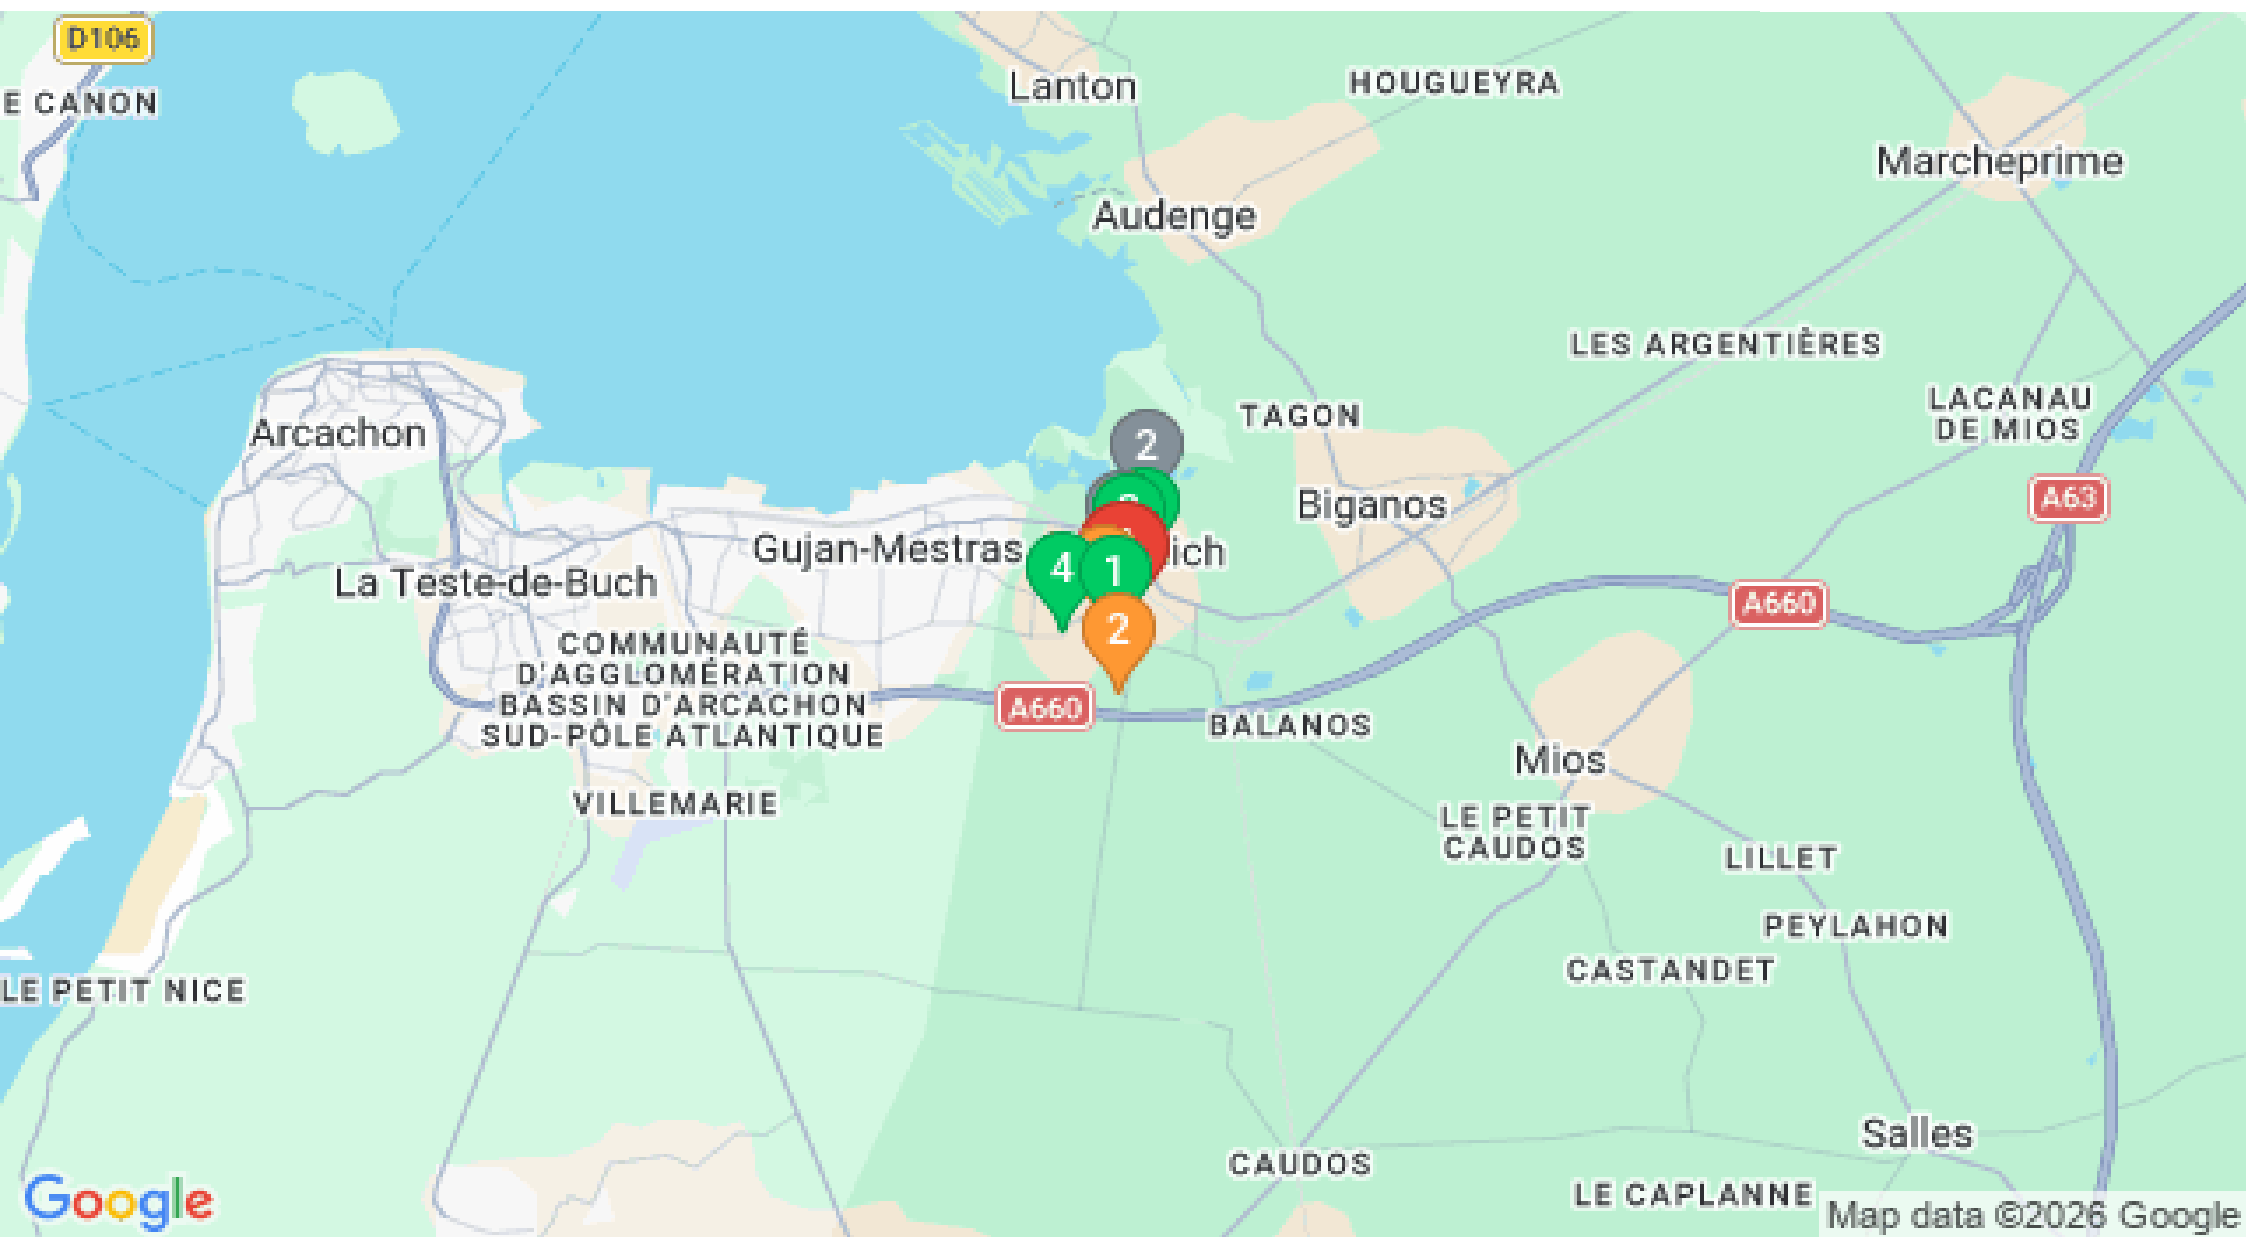 D106
E CANON
Lanton
HOUGUEYRA
Marcheprime
Audenge
LES ARGENTIÈRES
TAGON
LACANAU
DE MIOS
Arcachon
2
Biganos
A63
Gujan-Mestras
ich
4
1
La Teste-de-Buch
A660
2
COMMUNAUTÉ
D'AGGLOMÉRATION
BASSIN D'ARCACHON
SUD-PÔLE ATLANTIQUE
A660
BALANOS
Mios
VILLEMARIE
LE PETIT
CAUDOS
LILLET
PEYLAHON
CASTANDET
LE PETIT NICE
Salles
CAUDOS
LE CAPLANNE
Google
Map data ©2026 Google